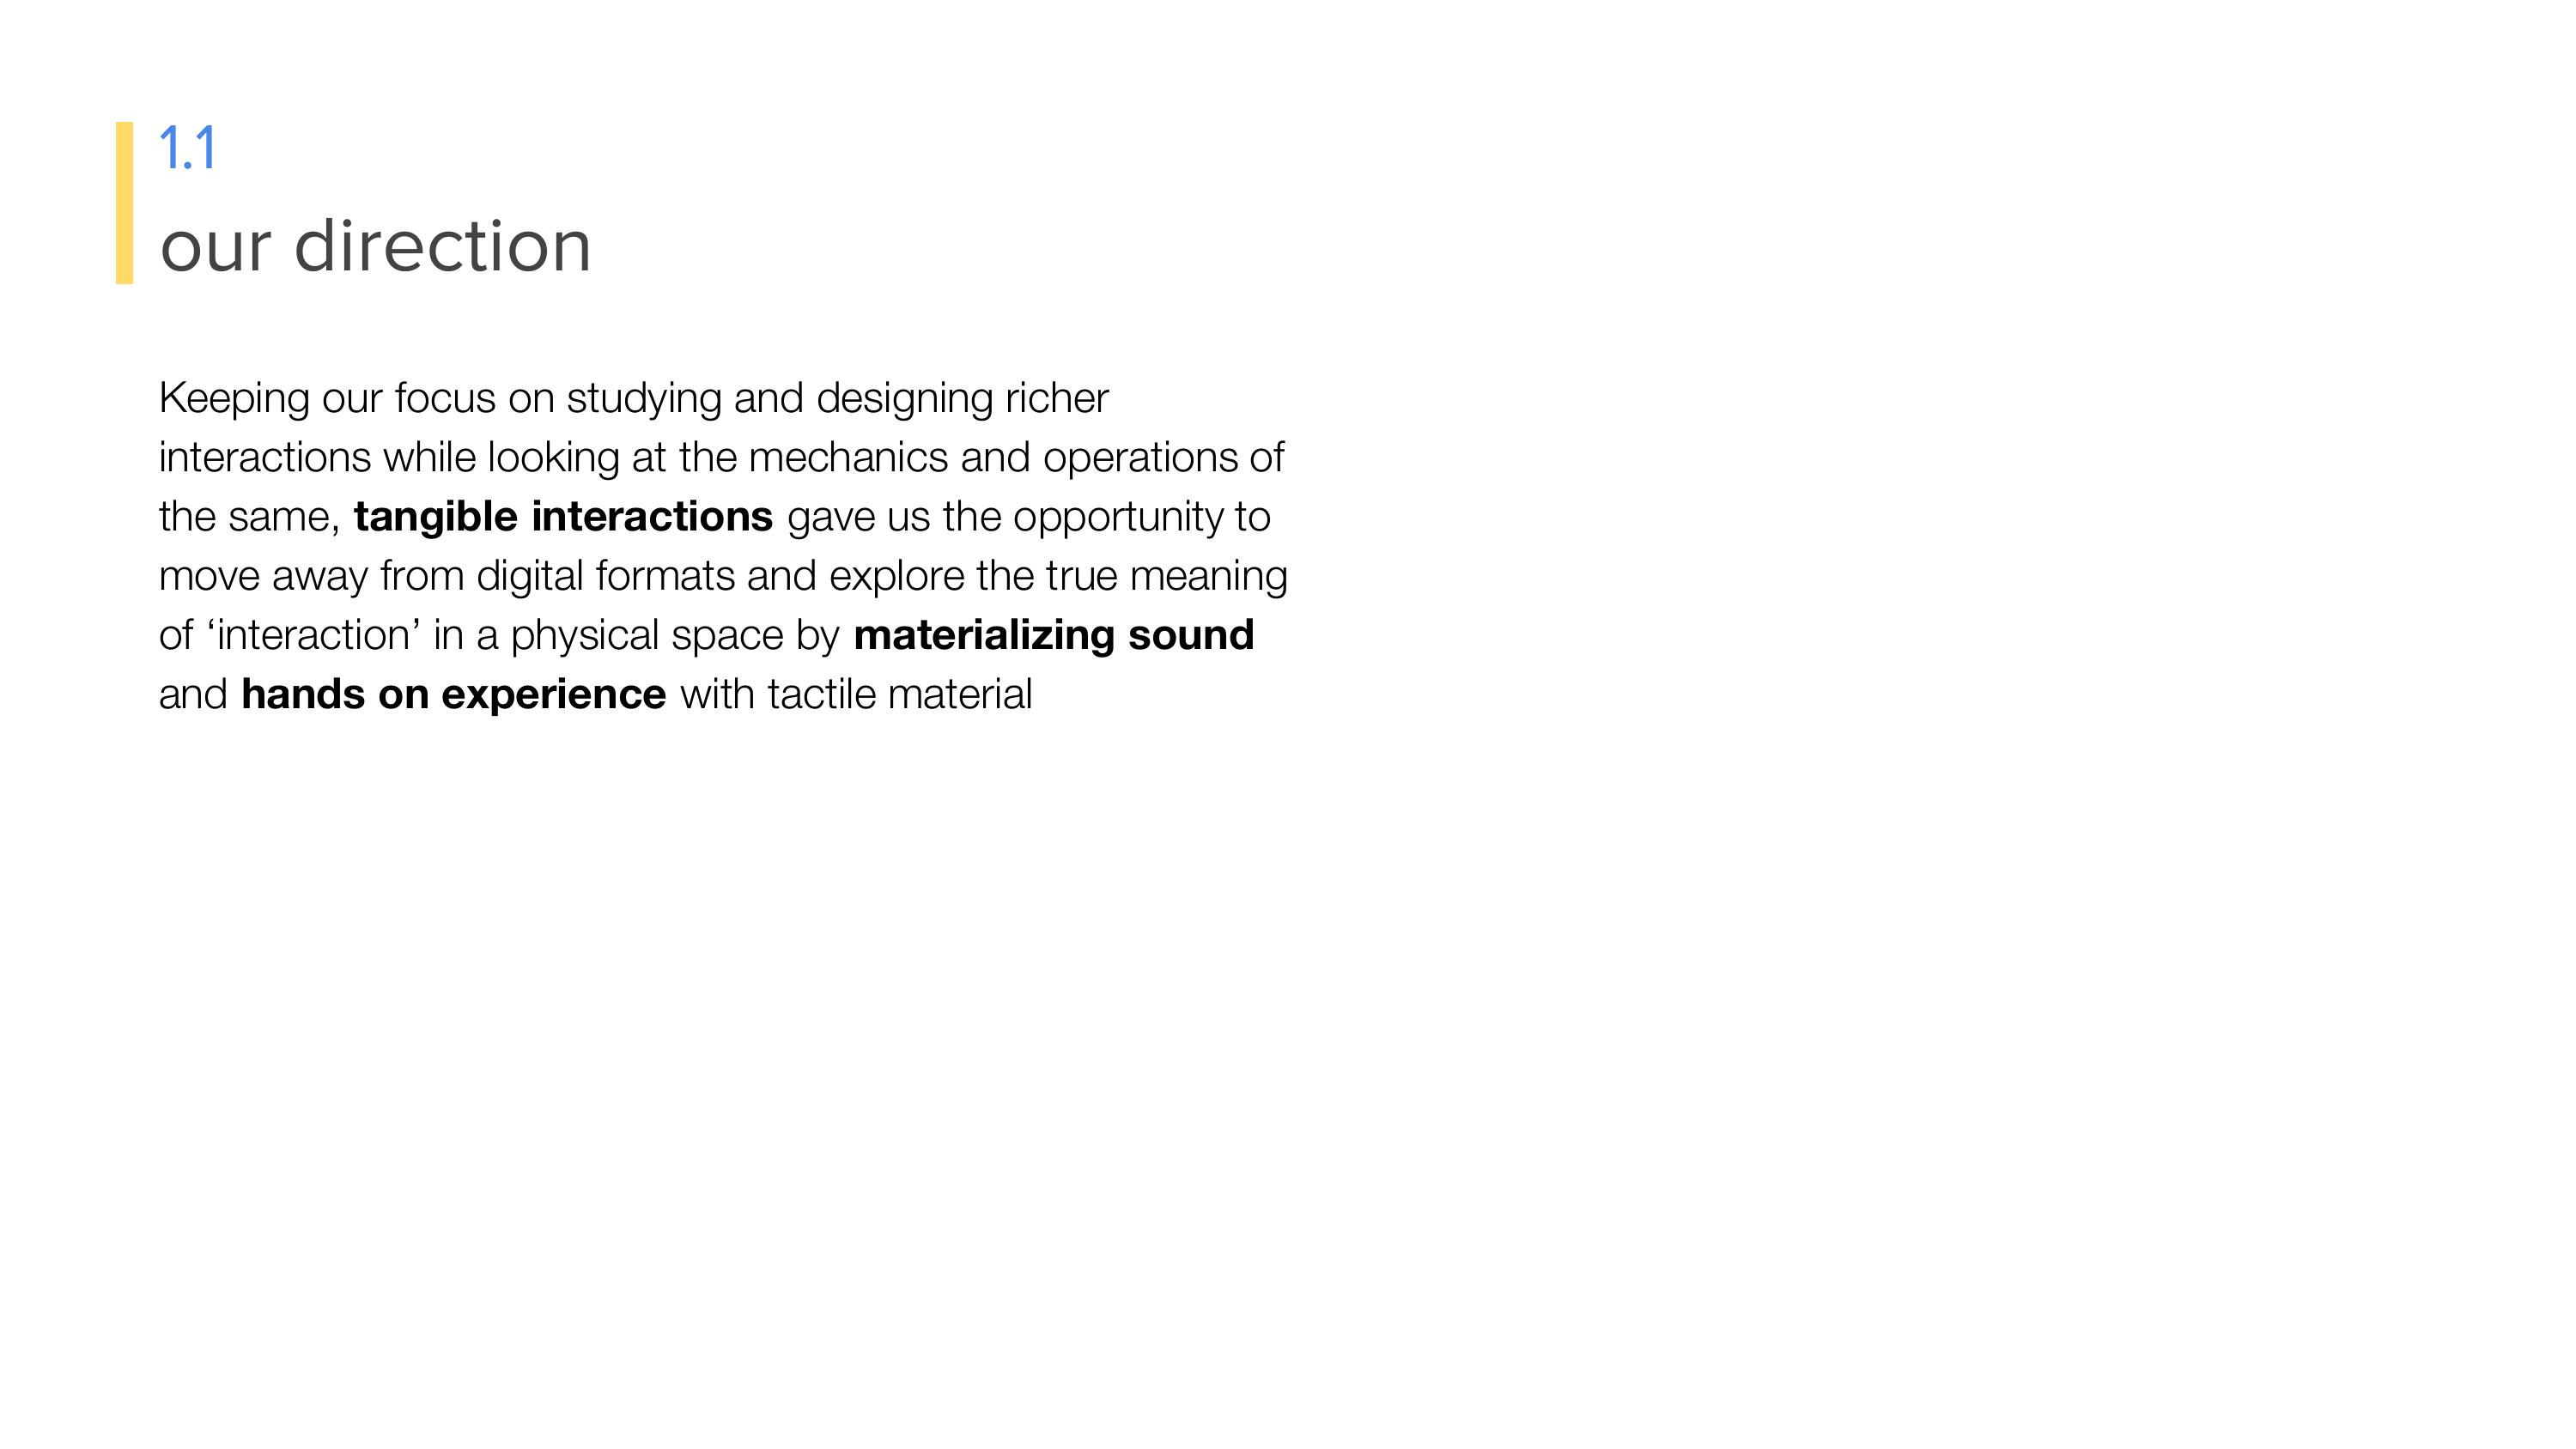 1.1
our direction
Keeping our focus on studying and designing richer
interactions while looking at the mechanics and operations of
the same, tangible interactions gave us the opportunity to
move away from digital formats and explore the true meaning
of ‘interaction’ in a physical space by materializing sound
and hands on experience with tactile material